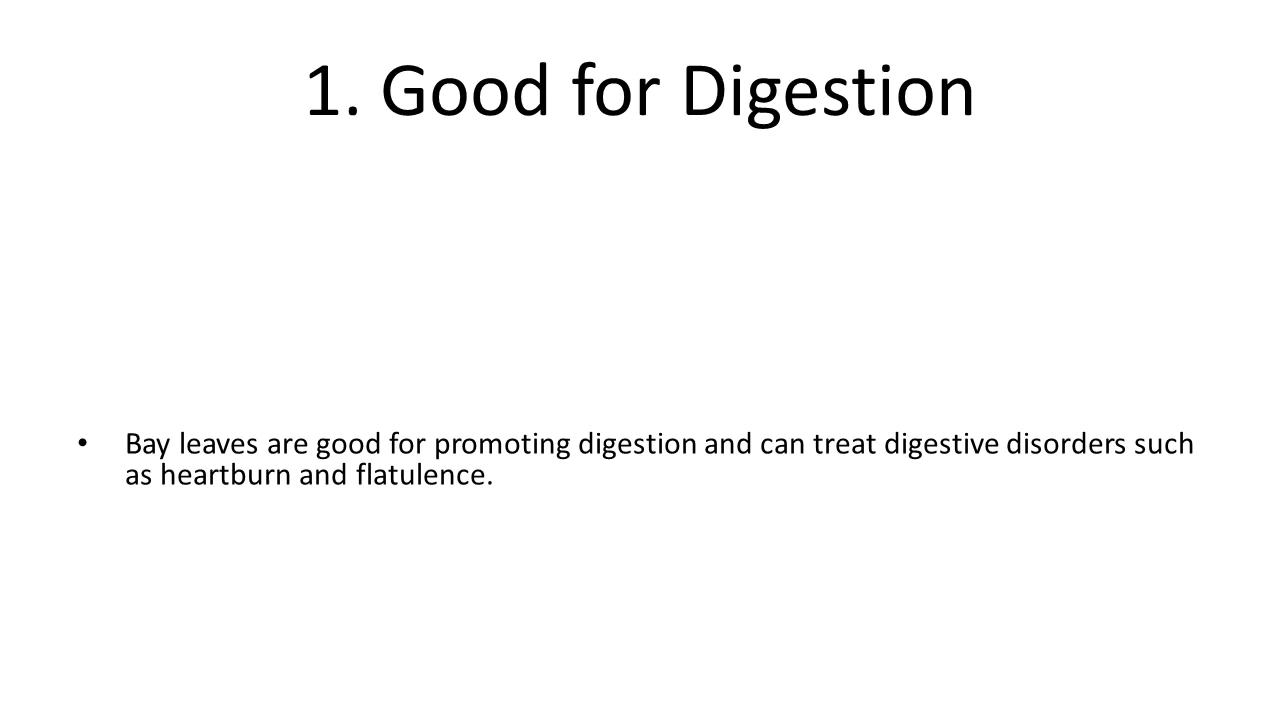 1. Good for Digestion
• Bay leaves are good for promoting digestion and can treat digestive disorders such
as heartburn and flatulence.